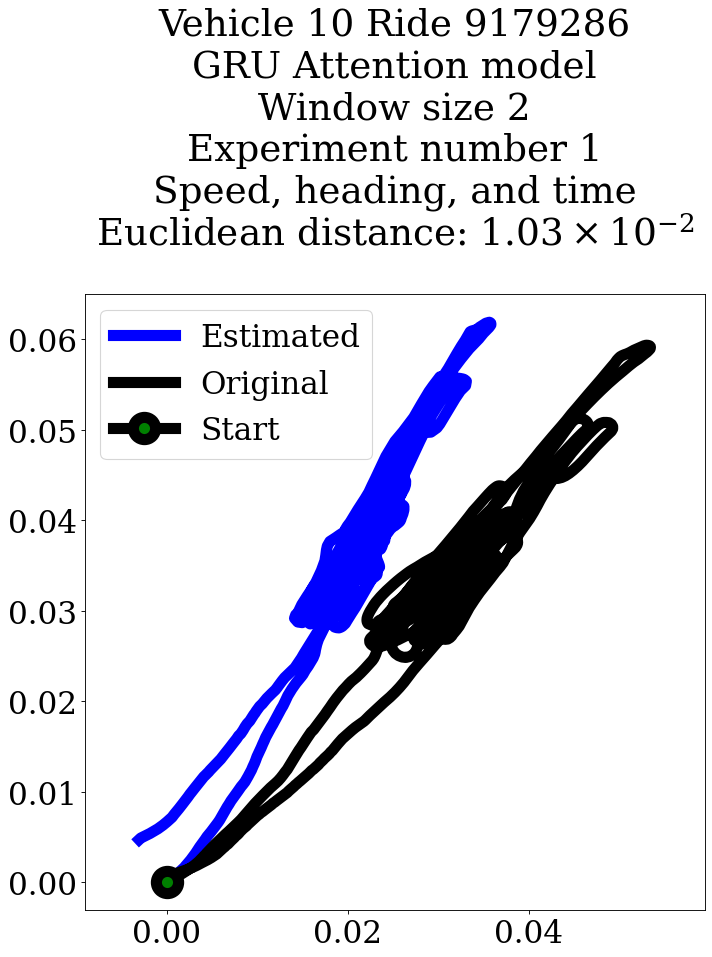 Vehicle 10 Ride 9179286
GRU Attention model
Window size 2
Experiment number 1
Speed, heading, and time
Euclidean distance: 1.03 × 10⁻²
Estimated
Original
Start
0.06
0.05
0.04
0.03
0.02
0.01
0.00
0.00 0.02 0.04